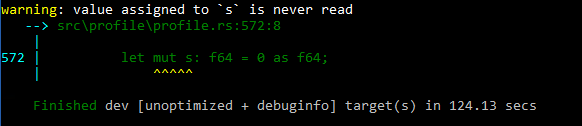 warning: value assigned to `s` is never read
--> src\profile\profile.rs:572:8
|
572 | let mut s: f64 = 0 as f64;
| ^^^^^
Finished dev [unoptimized + debuginfo] target(s) in 124.13 secs